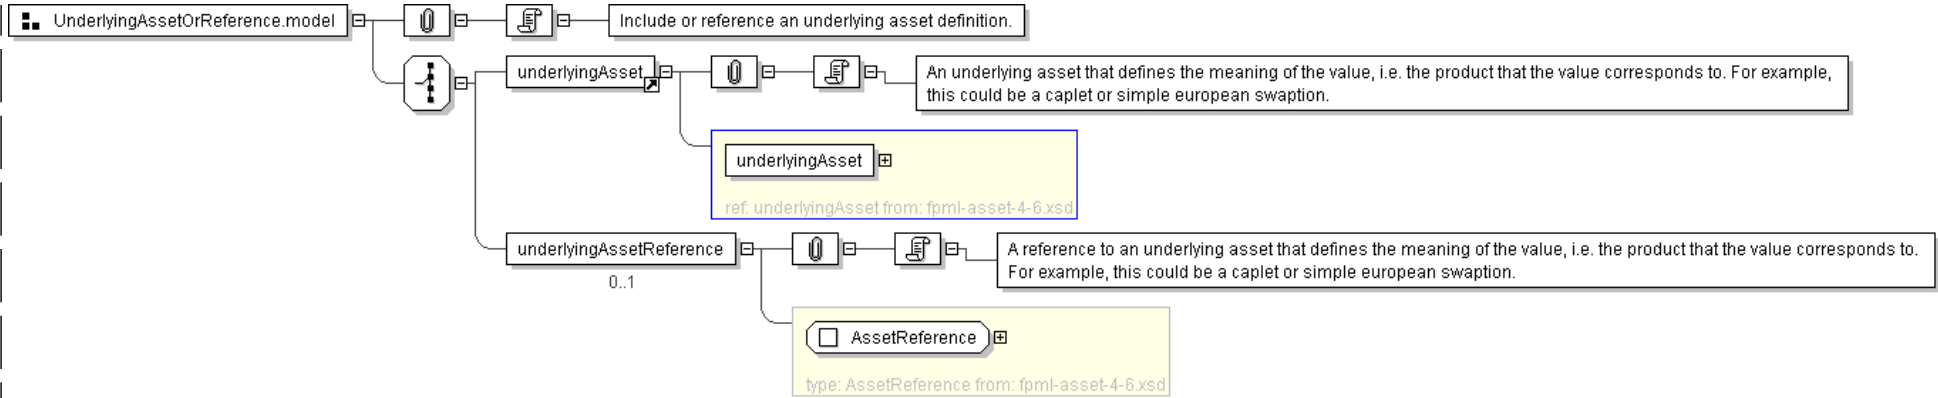 UnderlyingAssetOrReference.model
Include or reference an underlying asset definition.
underlyingAsset
An underlying asset that defines the meaning of the value, i.e. the product that the value corresponds to. For example,
this could be a caplet or simple european swaption.
underlyingAsset
ref: underlyingAsset from: fpml-asset-4-6.xsd
underlyingAssetReference
0..1
A reference to an underlying asset that defines the meaning of the value, i.e. the product that the value corresponds to.
For example, this could be a caplet or simple european swaption.
AssetReference
type: AssetReference from: fpml-asset-4-6.xsd